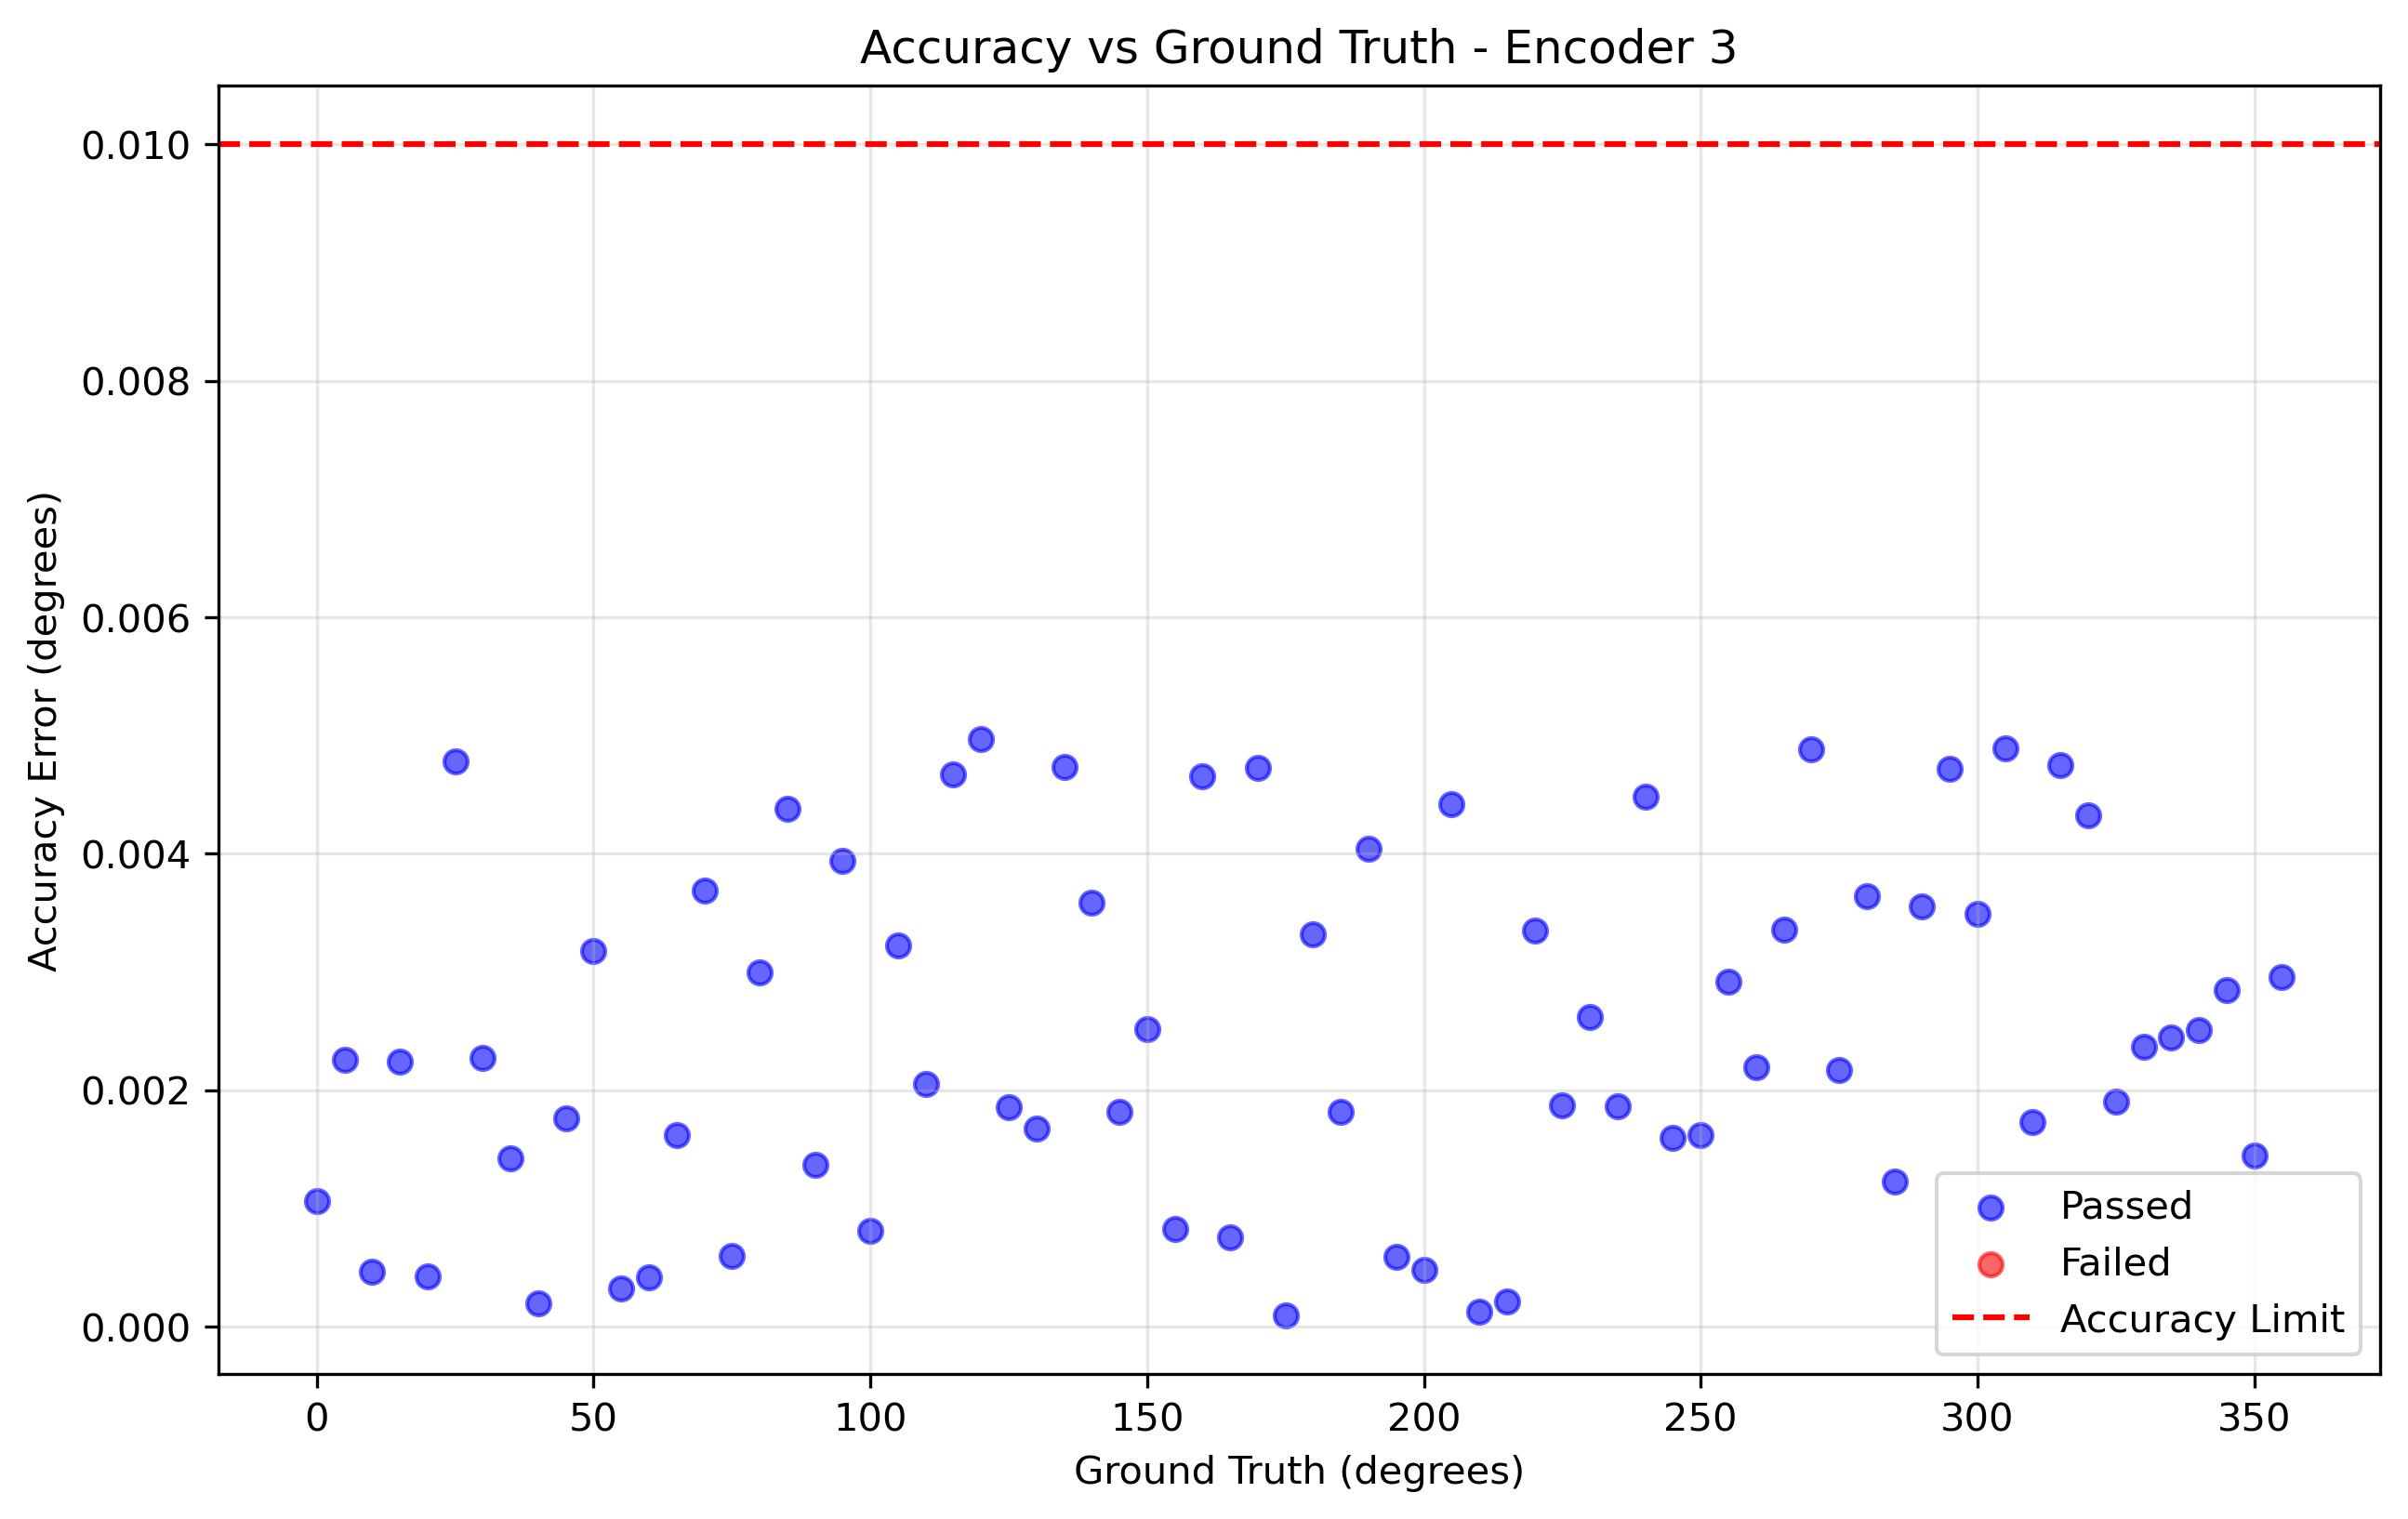 Accuracy vs Ground Truth - Encoder 3
0.010
0.008
0.006
0.004
0.002
0.000
Accuracy Error (degrees)
0 50 100 150 200 250 300 350
Ground Truth (degrees)
Passed
Failed
Accuracy Limit